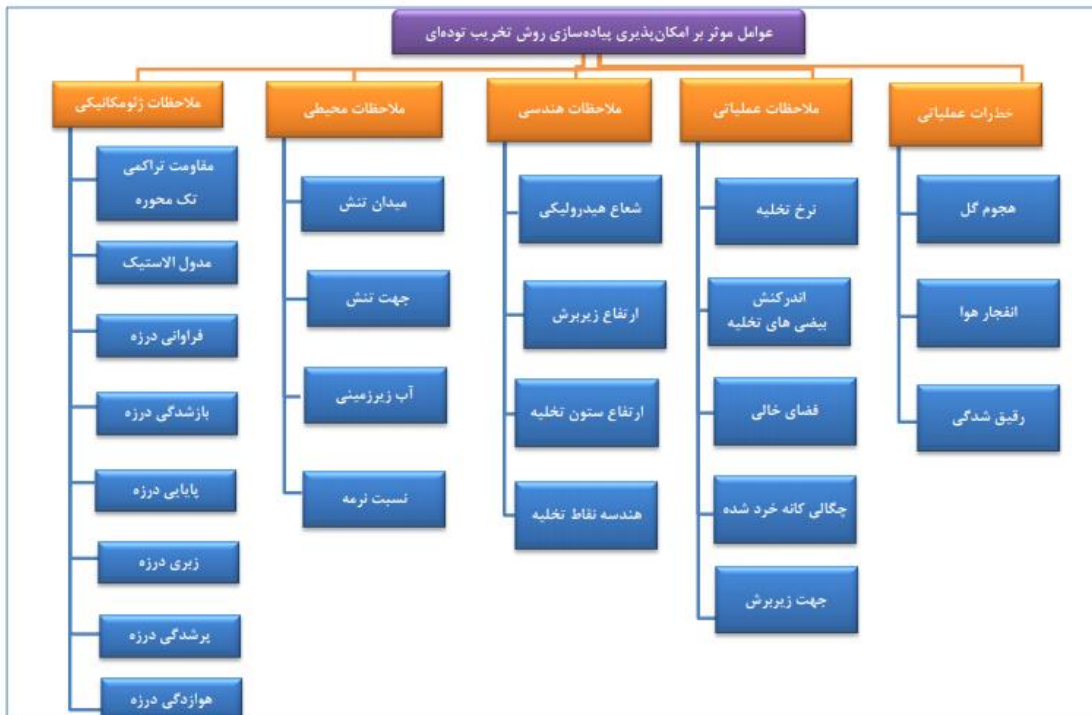 عوامل موثر بر امکان‌پذیری پیاده‌سازی روش تخریب توده‌ای
خطرات عملیاتی
هجوم گل
انفجار هوا
رقیق شدگی
ملاحظات عملیاتی
نرخ تخلیه
اندرکنش
بیضی های تخلیه
فضای خالی
چگالی کانه خرد شده
جهت زیربرش
ملاحظات هندسی
شعاع هیدرولیکی
ارتفاع زیربرش
ارتفاع ستون تخلیه
هندسه نقاط تخلیه
ملاحظات محیطی
میدان تنش
جهت تنش
آب زیرزمینی
نسبت نرمه
ملاحظات ژئومکانیکی
مقاومت تراکمی
تک محوره
مدول الاستیک
فراوانی درزه
بازشدگی درزه
پایایی درزه
زبری درزه
پرشدگی درزه
هوازدگی درزه